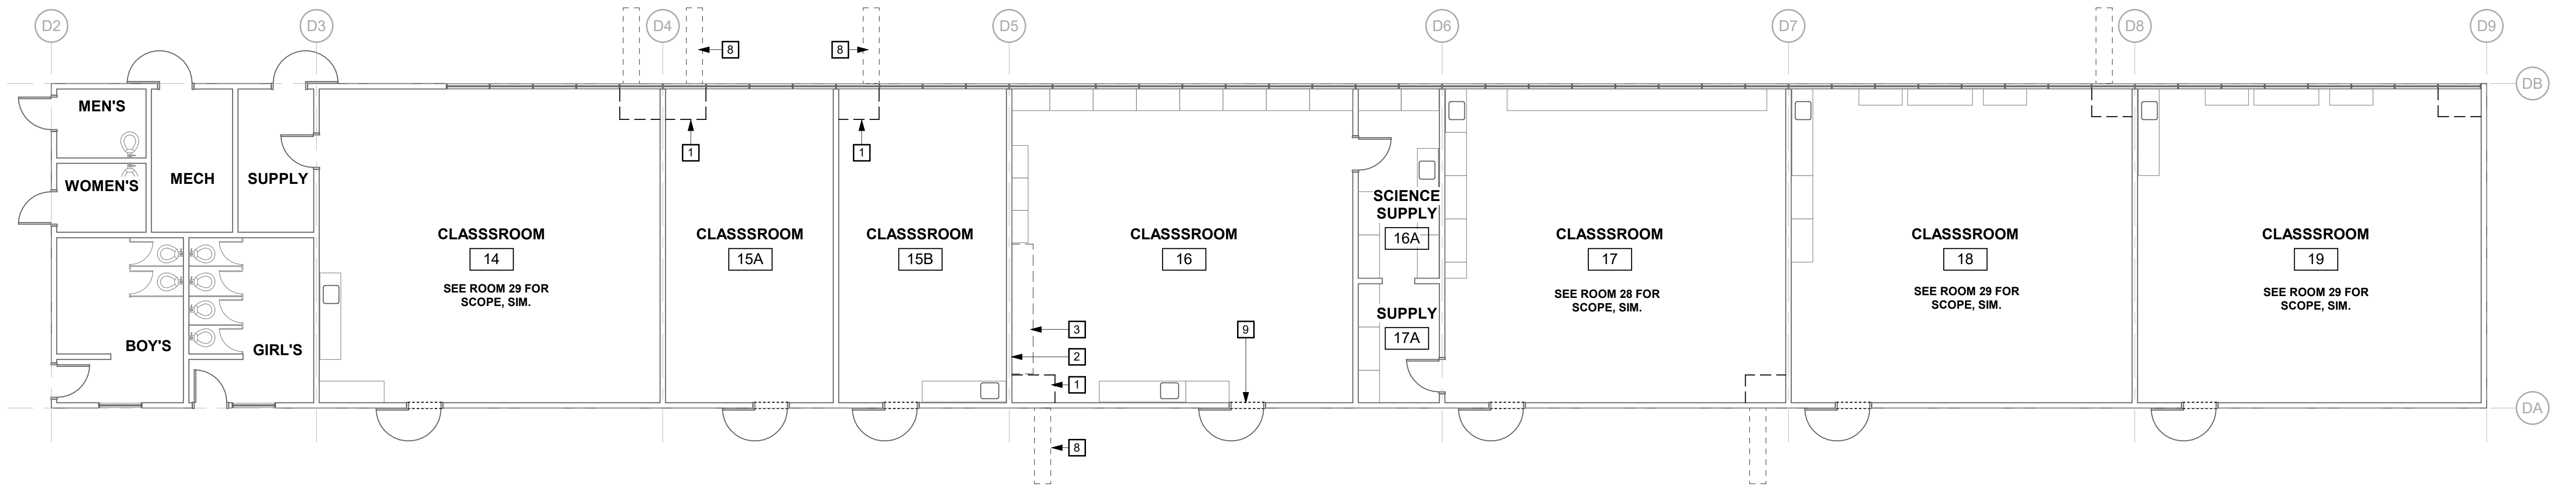 D2
D3
D4
D5
D6
D7
D8
D9
8
8
DB
MEN'S
1
1
WOMEN'S
MECH
SUPPLY
SCIENCE
SUPPLY
16A
CLASSSROOM
14
SEE ROOM 29 FOR
SCOPE, SIM.
CLASSSROOM
15A
CLASSSROOM
15B
CLASSSROOM
16
CLASSSROOM
17
SEE ROOM 28 FOR
SCOPE, SIM.
CLASSSROOM
18
SEE ROOM 29 FOR
SCOPE, SIM.
CLASSSROOM
19
SEE ROOM 29 FOR
SCOPE, SIM.
SUPPLY
17A
3
9
BOY'S
GIRL'S
2
1
DA
8